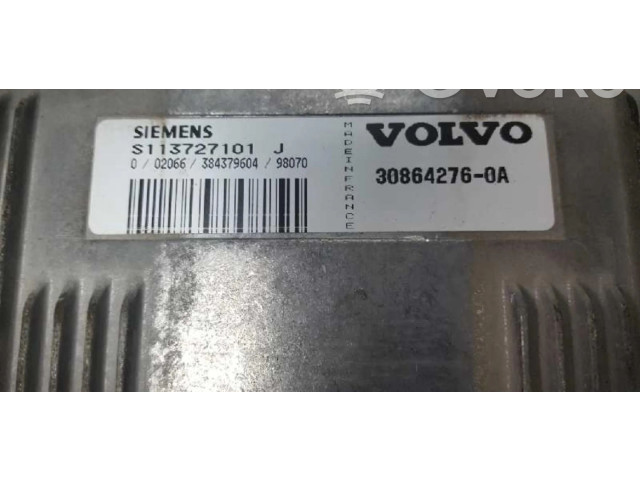 SIEMENS
S113727101 J
0 / 02066 / 384379604 / 98070
MADEINFRANCE
VOLVO
30864276-0A